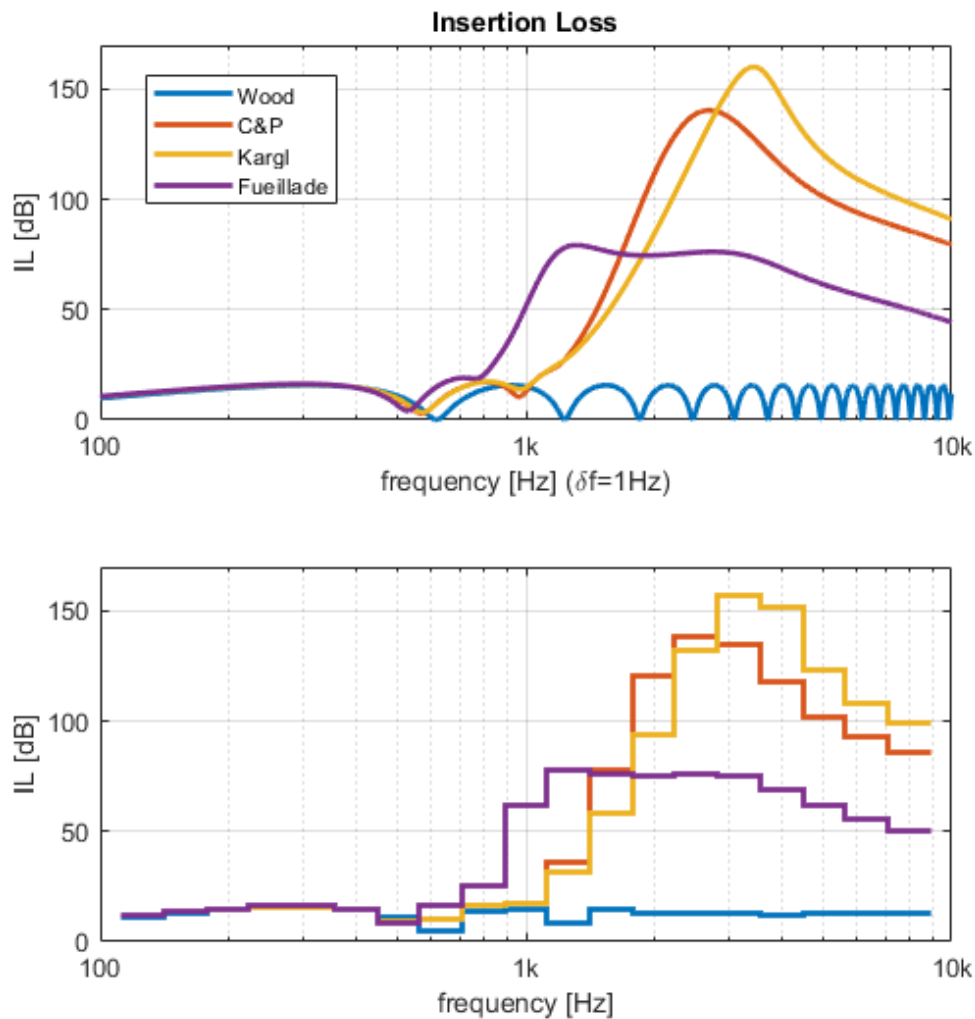 Insertion Loss
150
100
50
0
IL [dB]
Wood
C&P
Kargl
Fueillade
100
1k
10k
frequency [Hz] (δf=1Hz)
150
100
50
0
IL [dB]
100
1k
10k
frequency [Hz]